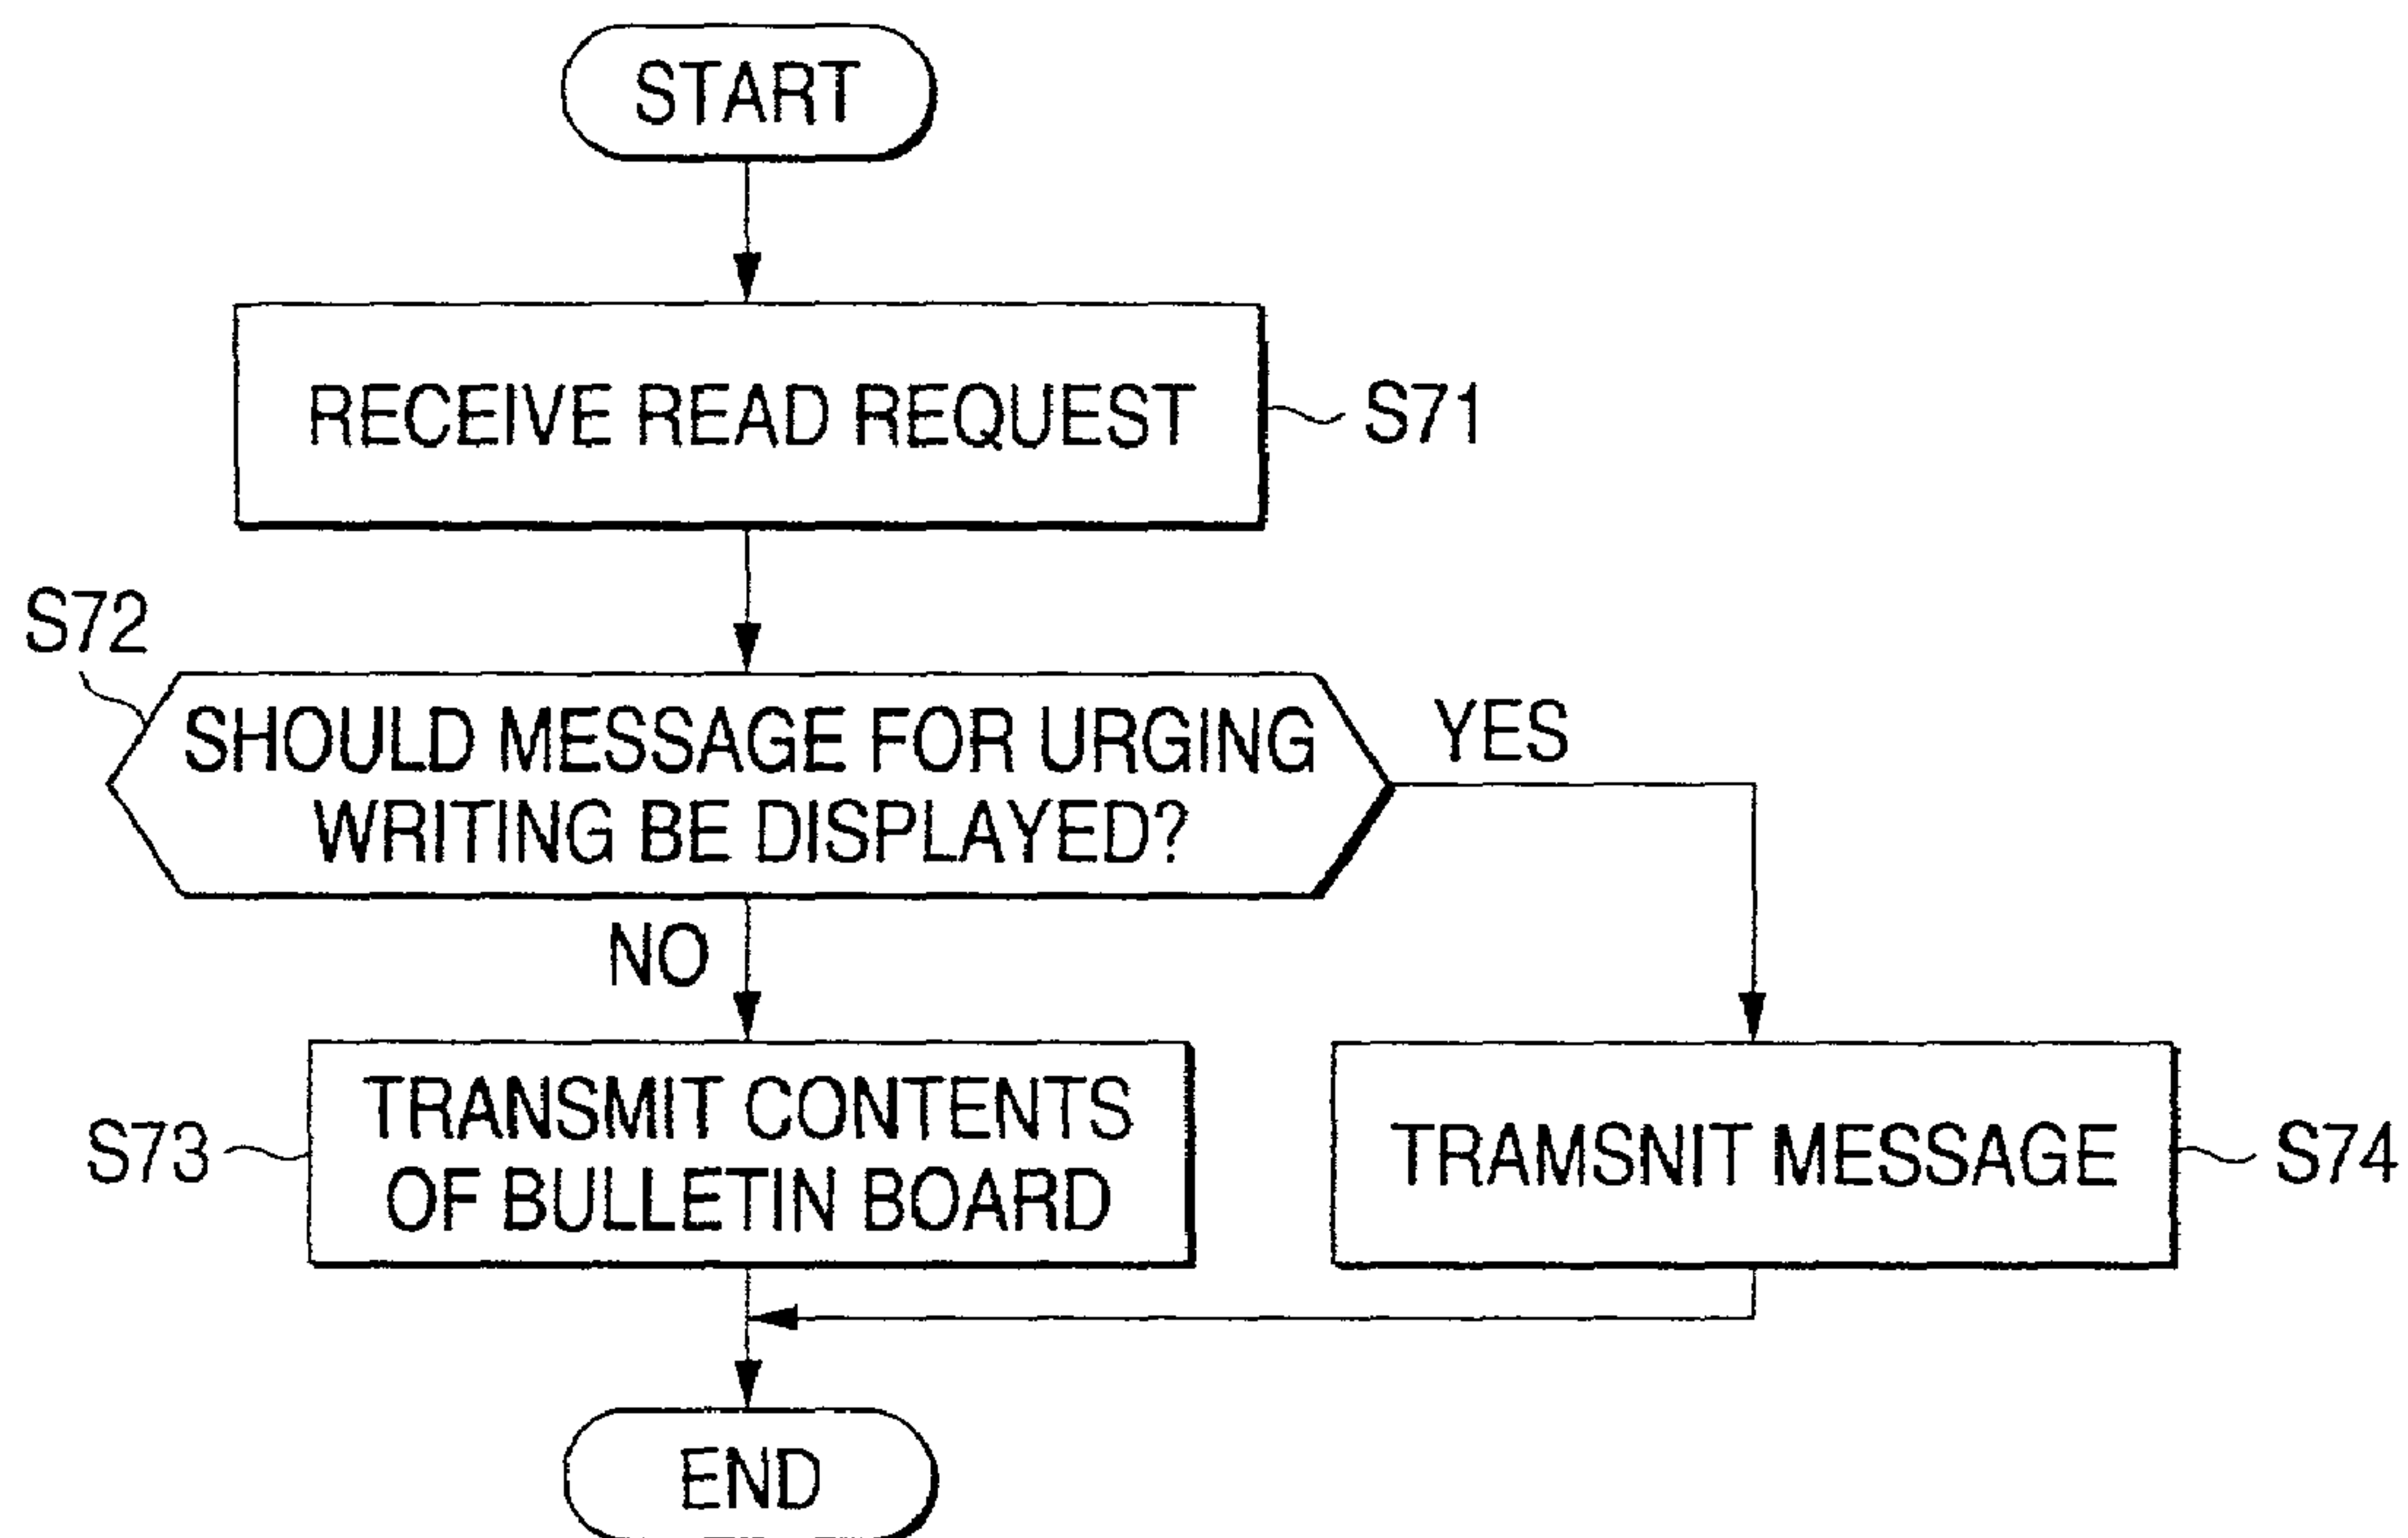 START
RECEIVE READ REQUEST
S71
S72
SHOULD MESSAGE FOR URGING
WRITING BE DISPLAYED?
YES
NO
TRANSMIT CONTENTS
OF BULLETIN BOARD
S73
TRAMSNIT MESSAGE
S74
END